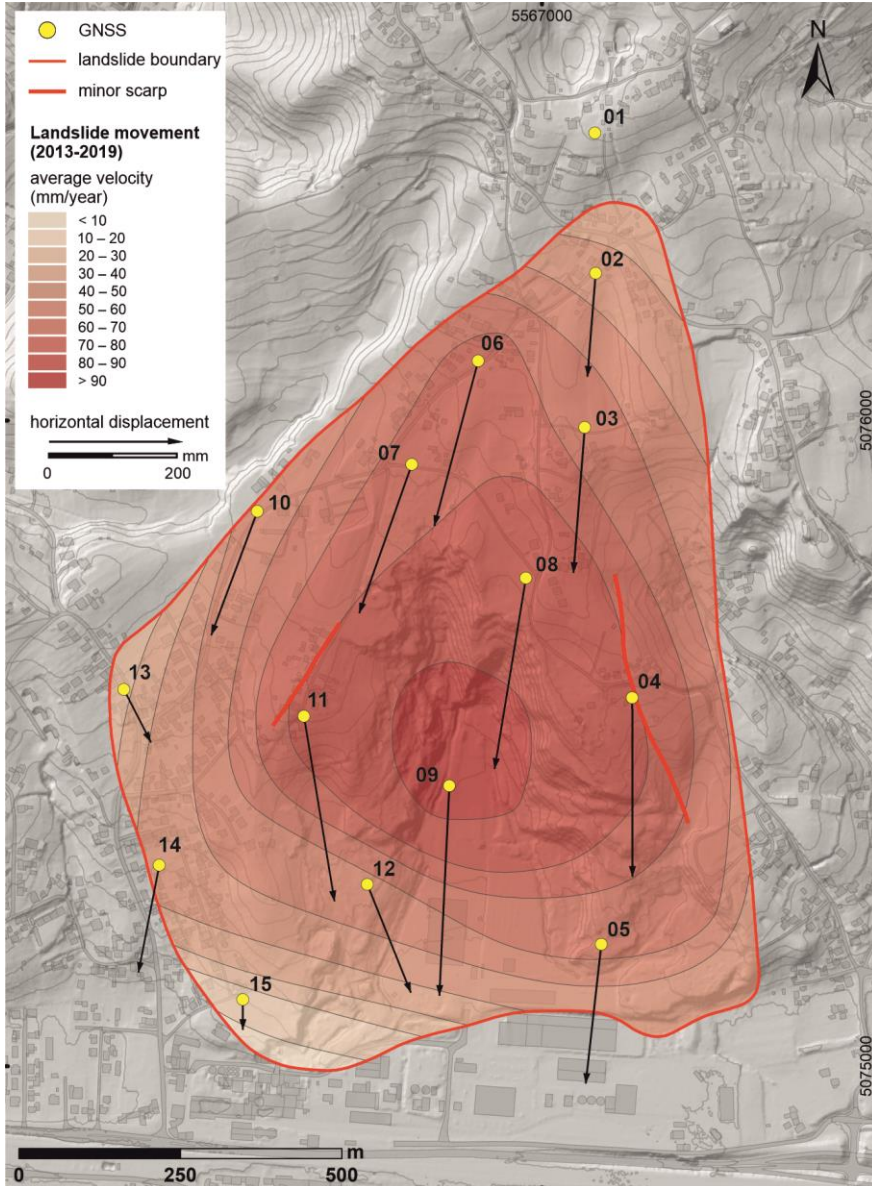 GNSS
landslide boundary
minor scarp
Landslide movement
(2013-2019)
average velocity
(mm/year)
< 10
10 – 20
20 – 30
30 – 40
40 – 50
50 – 60
60 – 70
70 – 80
80 – 90
> 90
horizontal displacement
mm
0 200
5567000
N
01
02
06
5076000
03
07
10
08
13
04
11
09
14
12
05
15
5075000
m
0 250 500